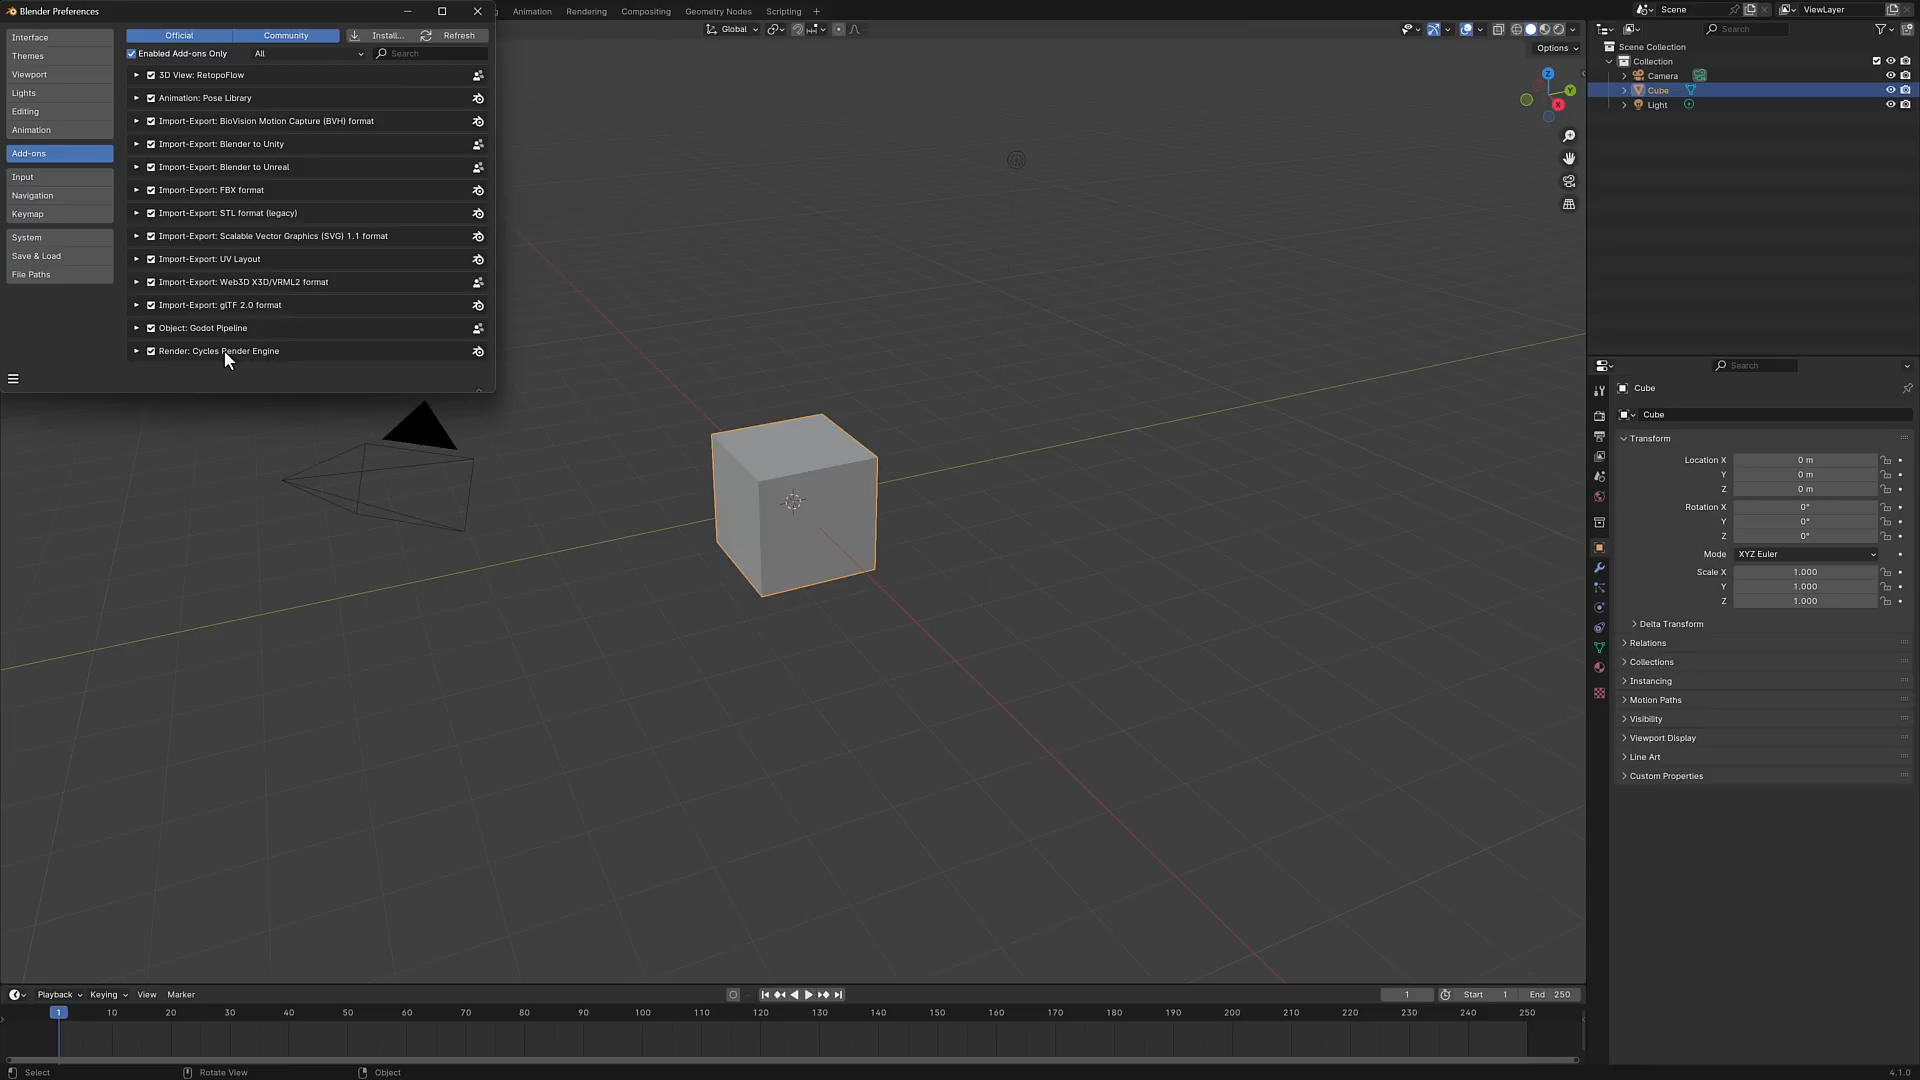 Blender Preferences
Animation Rendering Compositing Geometry Nodes Scripting
Scene ViewLayer
Interface
Themes
Viewport
Lights
Editing
Animation
Add-ons
Input
Navigation
Keymap
System
Save & Load
File Paths
Official Community Install... Refresh
Enabled Add-ons Only All Search
3D View: RetopoFlow
Animation: Pose Library
Import-Export: BioVision Motion Capture (BVH) format
Import-Export: Blender to Unity
Import-Export: Blender to Unreal
Import-Export: FBX format
Import-Export: STL format (legacy)
Import-Export: Scalable Vector Graphics (SVG) 1.1 format
Import-Export: UV Layout
Import-Export: Web3D X3D/VRML2 format
Import-Export: glTF 2.0 format
Object: Godot Pipeline
Render: Cycles Render Engine
Global
Options
Z
Y
X
Search
Scene Collection
Collection
Camera
Cube
Light
Search
Cube
Cube
Transform
Location X 0 m
Y 0 m
Z 0 m
Rotation X 0°
Y 0°
Z 0°
Mode XYZ Euler
Scale X 1.000
Y 1.000
Z 1.000
Delta Transform
Relations
Collections
Instancing
Motion Paths
Visibility
Viewport Display
Line Art
Custom Properties
Playback Keying View Marker 1 Start 1 End 250
1 10 20 30 40 50 60 70 80 90 100 110 120 130 140 150 160 170 180 190 200 210 220 230 240 250
Select Rotate View Object 4.1.0